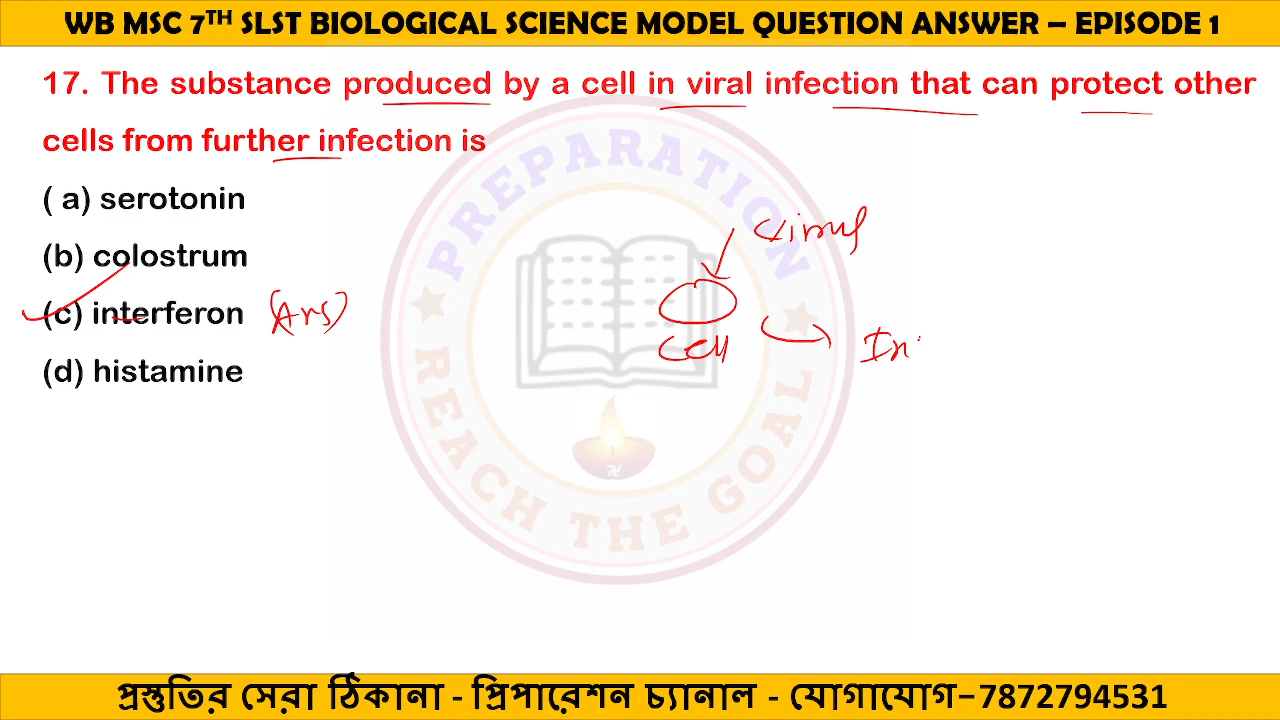 WB MSC 7TH SLST BIOLOGICAL SCIENCE MODEL QUESTION ANSWER – EPISODE 1
17. The substance produced by a cell in viral infection that can protect other
cells from further infection is
( a) serotonin
(b) colostrum
(c) interferon (Ans)
(d) histamine
virus
cell
In
PREPARATION
REACH THE GOAL
প্রস্তুতির সেরা ঠিকানা - প্রিপারেশন চ্যানাল - যোগাযোগ–7872794531